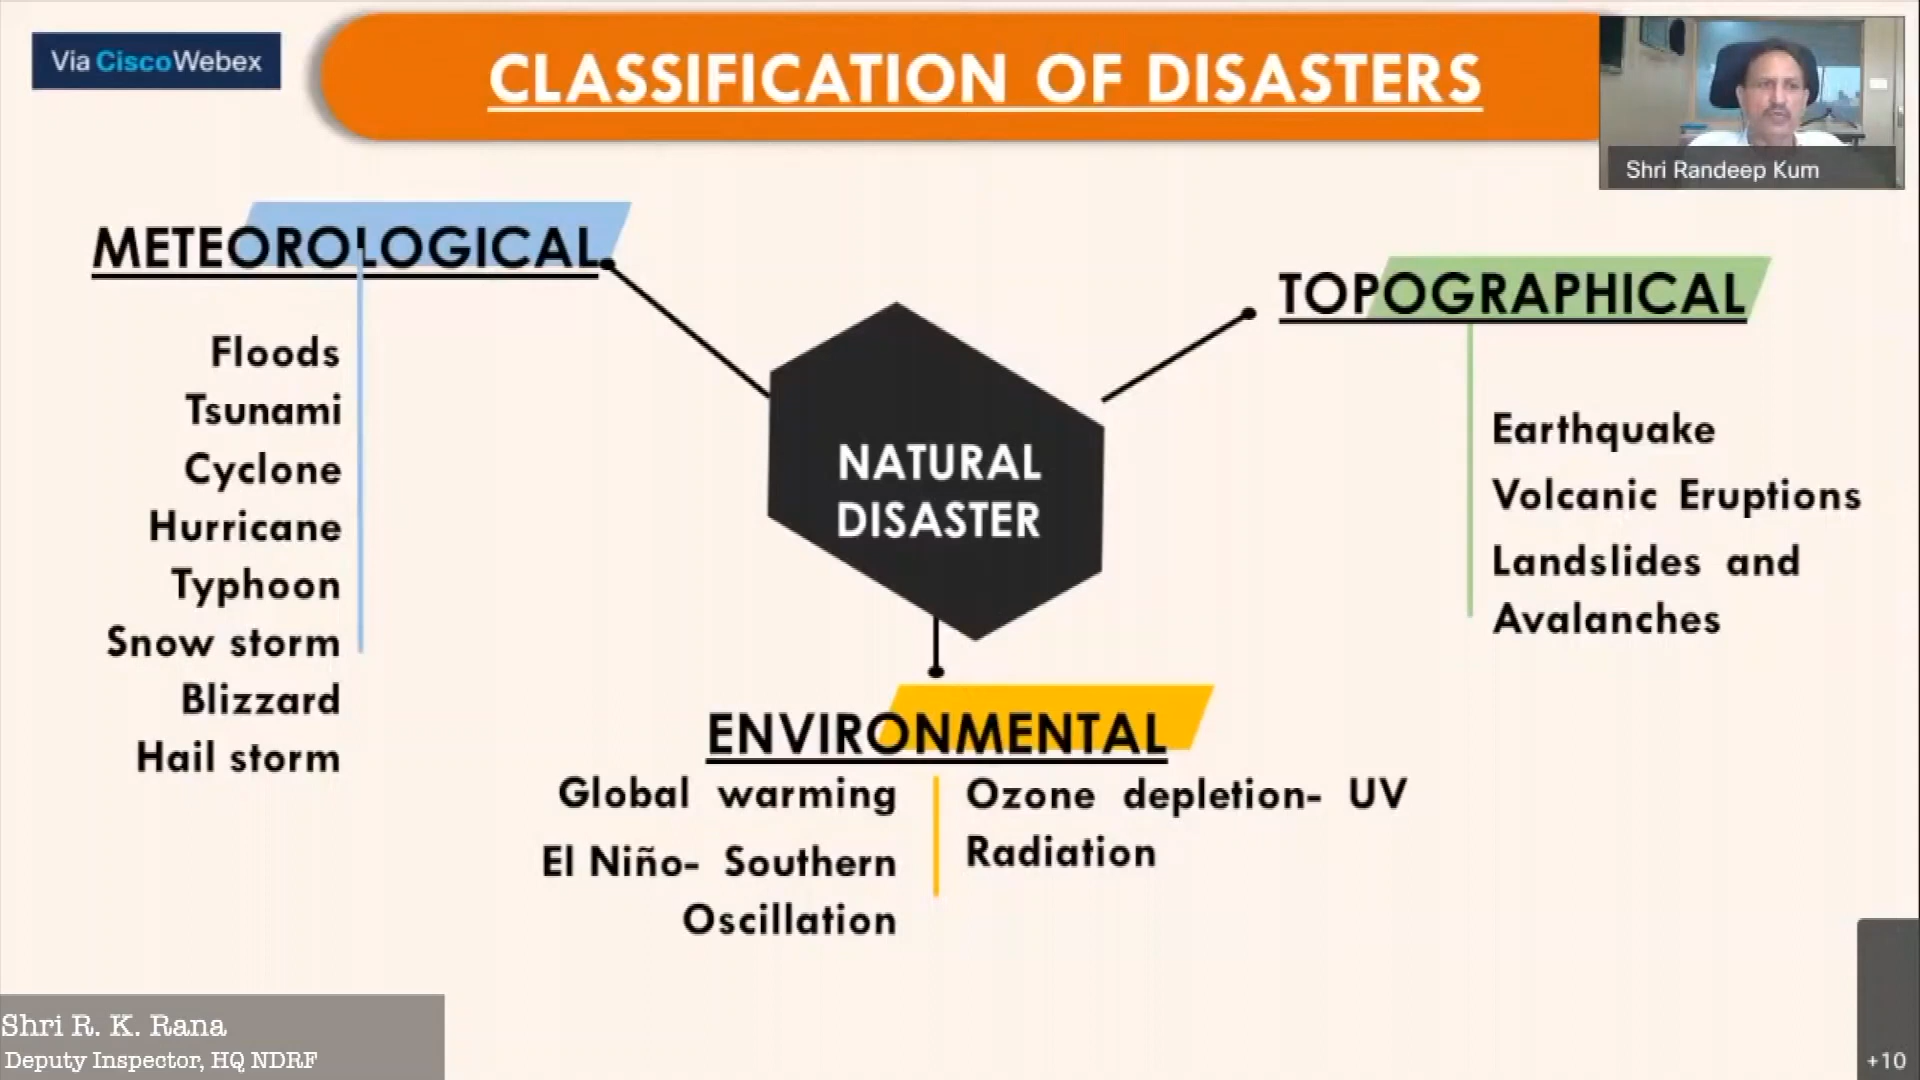 Via CiscoWebex
CLASSIFICATION OF DISASTERS
Shri Randeep Kum
METEOROLOGICAL
Floods
Tsunami
Cyclone
Hurricane
Typhoon
Snow storm
Blizzard
Hail storm
NATURAL
DISASTER
TOPOGRAPHICAL
Earthquake
Volcanic Eruptions
Landslides and
Avalanches
ENVIRONMENTAL
Global warming
El Niño- Southern
Oscillation
Ozone depletion- UV
Radiation
Shri R. K. Rana
Deputy Inspector, HQ NDRF
+10